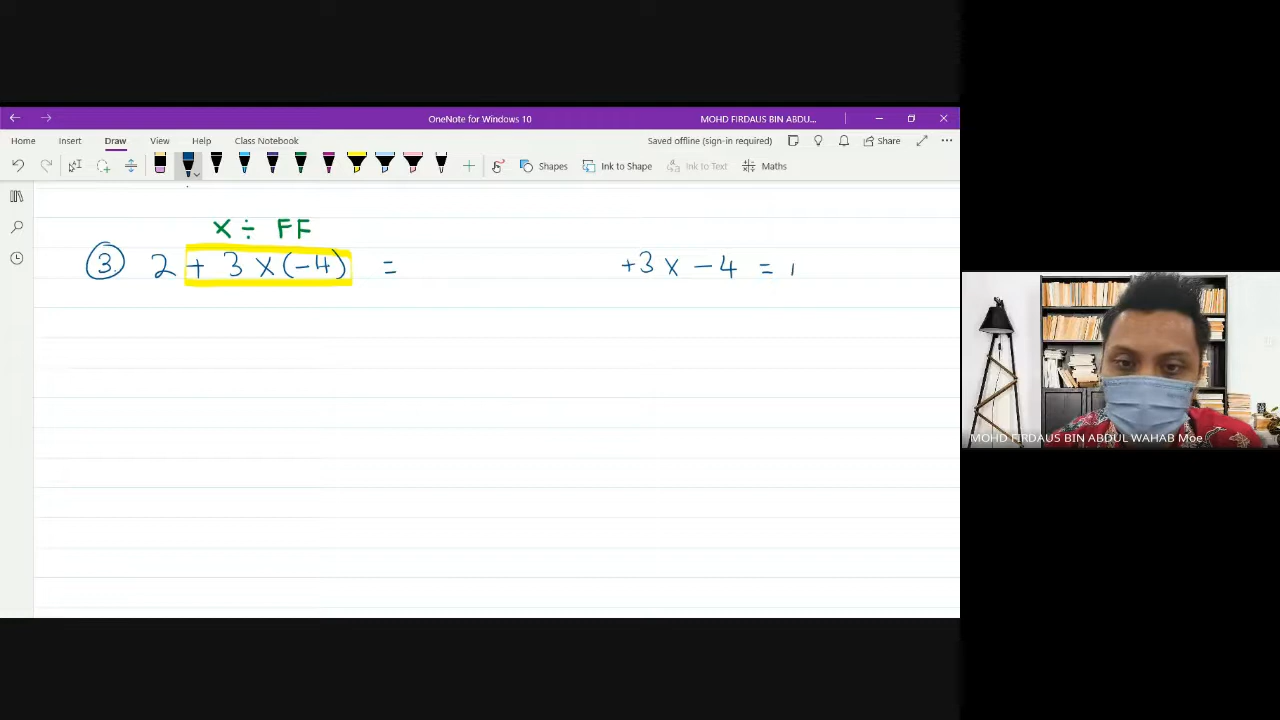 OneNote for Windows 10
MOHD FIRDAUS BIN ABDU...
Home Insert Draw View Help Class Notebook
Saved offline (sign-in required)
Share
Shapes
Ink to Shape
Ink to Text
Maths
× ÷ FF
③ 2 + 3 × (−4) =
+3 × −4 =
MOHD FIRDAUS BIN ABDUL WAHAB Moe